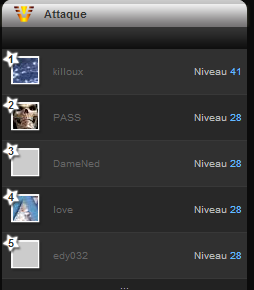 Attaque
1 killoux Niveau 41
2 PASS Niveau 28
3 DameNed Niveau 28
4 love Niveau 28
5 edy032 Niveau 28
...